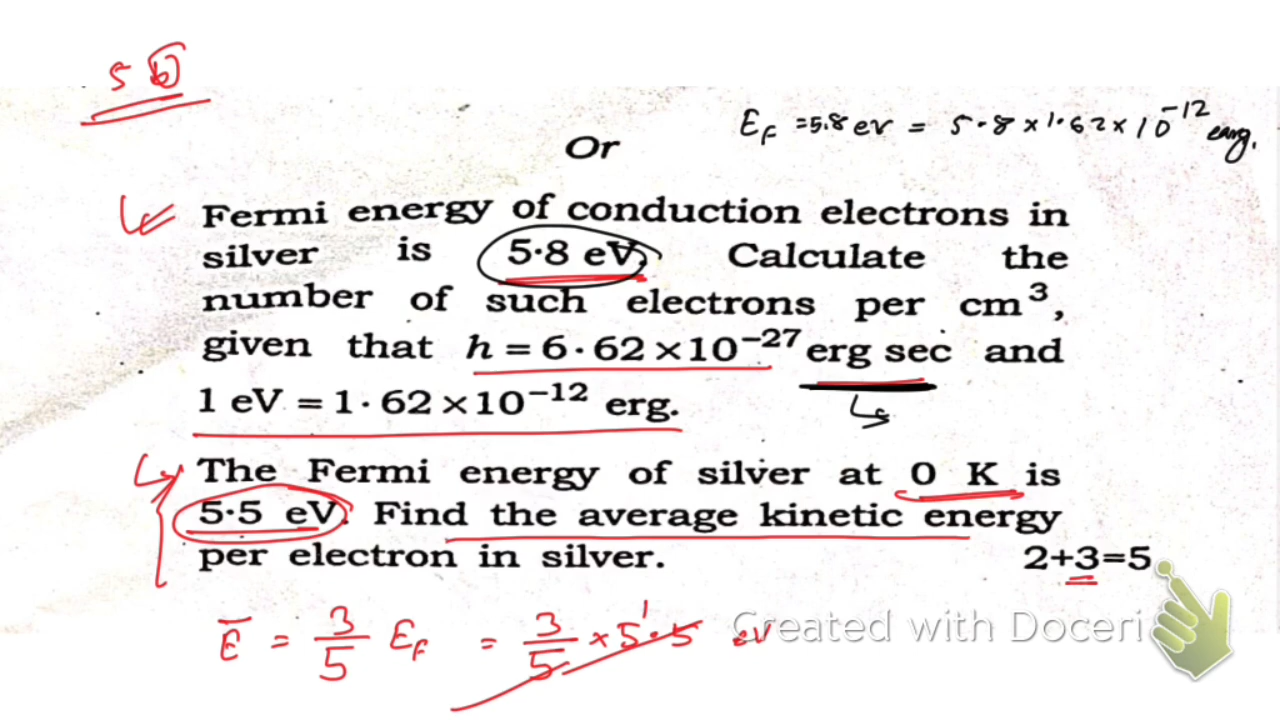 5 b
E_F = 5.8 ev = 5.8 × 1.62 × 10⁻¹²
Or
Fermi energy of conduction electrons in
silver is 5·8 eV. Calculate the
number of such electrons per cm³,
given that h = 6·62×10⁻²⁷ erg sec and
1 eV = 1·62×10⁻¹² erg.
The Fermi energy of silver at 0 K is
5·5 eV. Find the average kinetic energy
per electron in silver.
2+3=5
E̅ = 3/5 E_F = 3/5 × 5.5 ev
Created with Doceri